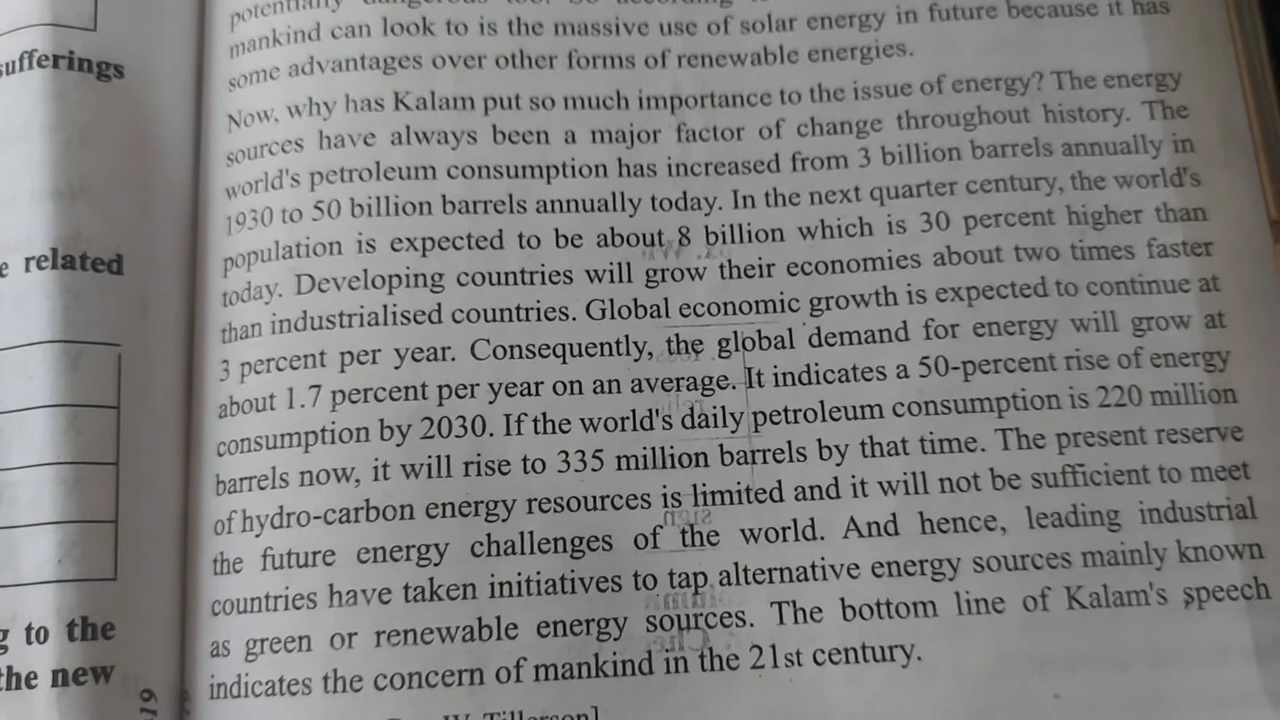 ufferings
e related
g to the
the new
19
mankind can look to is the massive use of solar energy in future because it has
some advantages over other forms of renewable energies.
Now, why has Kalam put so much importance to the issue of energy? The energy
sources have always been a major factor of change throughout history. The
world's petroleum consumption has increased from 3 billion barrels annually in
1930 to 50 billion barrels annually today. In the next quarter century, the world's
population is expected to be about 8 billion which is 30 percent higher than
today. Developing countries will grow their economies about two times faster
than industrialised countries. Global economic growth is expected to continue at
3 percent per year. Consequently, the global demand for energy will grow at
about 1.7 percent per year on an average. It indicates a 50-percent rise of energy
consumption by 2030. If the world's daily petroleum consumption is 220 million
barrels now, it will rise to 335 million barrels by that time. The present reserve
of hydro-carbon energy resources is limited and it will not be sufficient to meet
the future energy challenges of the world. And hence, leading industrial
countries have taken initiatives to tap alternative energy sources mainly known
as green or renewable energy sources. The bottom line of Kalam's speech
indicates the concern of mankind in the 21st century.
W. Tillerson]